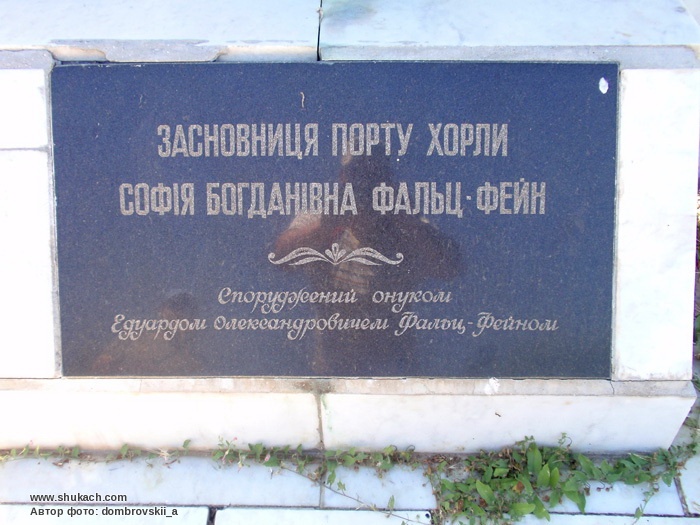 ЗАСНОВНИЦЯ ПОРТУ ХОРЛИ
СОФІЯ БОГДАНІВНА ФАЛЬЦ-ФЕЙН
Споруджений онуком
Едуардом Олександровичем Фальц-Фейном
www.shukach.com
Автор фото: dombrovskii_a